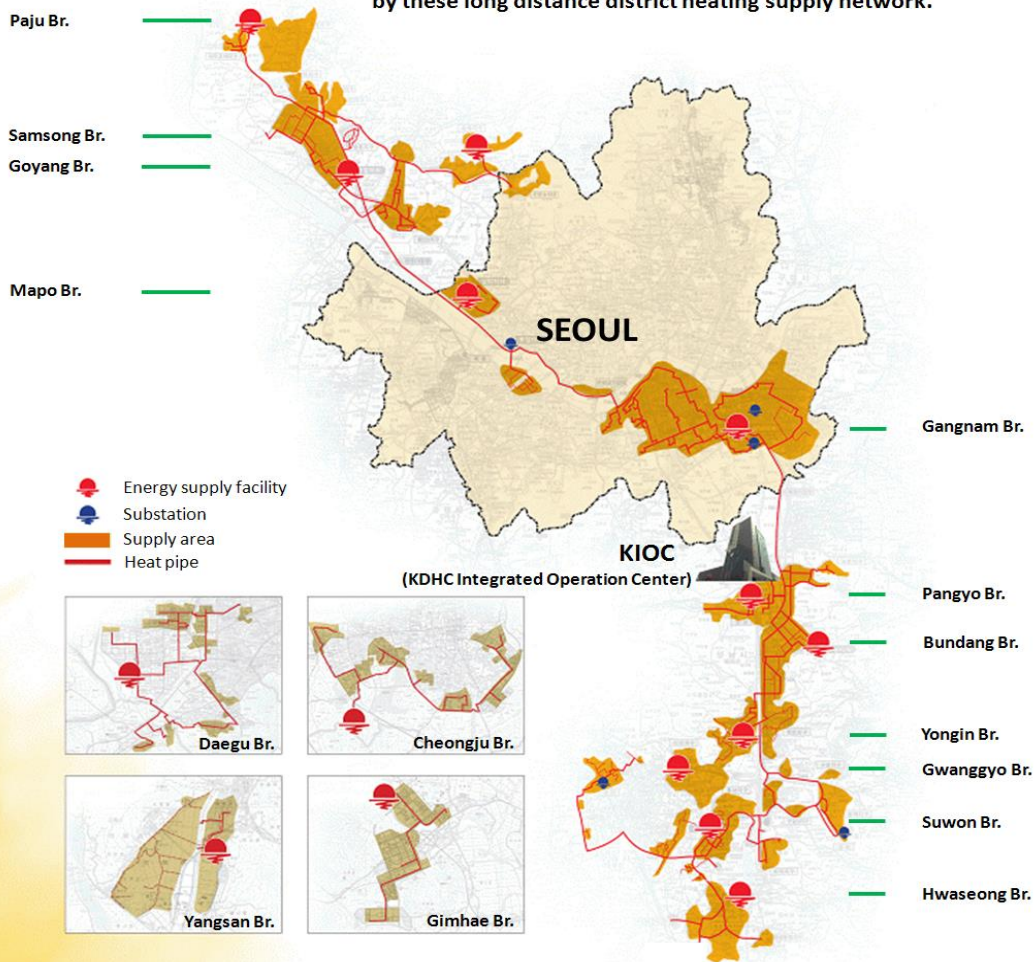 by these long distance district heating supply network.
Paju Br.
Samsong Br.
Goyang Br.
Mapo Br.
SEOUL
Gangnam Br.
Energy supply facility
Substation
Supply area
Heat pipe
KIOC
(KDHC Integrated Operation Center)
Pangyo Br.
Bundang Br.
Yongin Br.
Gwanggyo Br.
Suwon Br.
Hwaseong Br.
Daegu Br.
Cheongju Br.
Yangsan Br.
Gimhae Br.